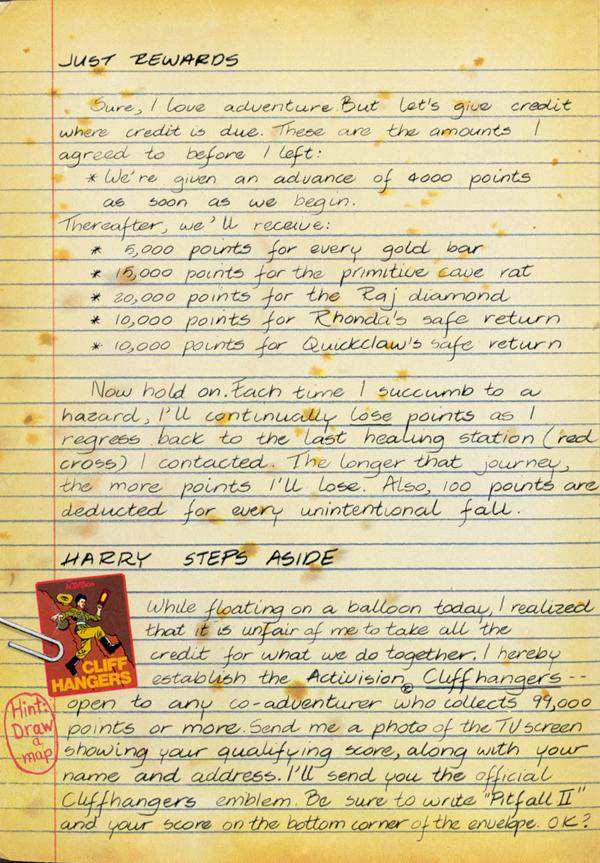 JUST REWARDS
Sure, I love adventure. But let's give credit
where credit is due. These are the amounts I
agreed to before I left:
* We're given an advance of 4000 points
as soon as we begin.
Thereafter, we'll receive:
* 5,000 points for every gold bar
* 15,000 points for the primitive cave rat
* 20,000 points for the Raj diamond
* 10,000 points for Rhonda's safe return
* 10,000 points for Quickclaw's safe return
Now hold on. Each time I succumb to a
hazard, I'll continually lose points as I
regress back to the last healing station (red
cross) I contacted. The longer that journey,
the more points I'll lose. Also, 100 points are
deducted for every unintentional fall.
HARRY STEPS ASIDE
ACTIVISION
CLIFF
HANGERS
While floating on a balloon today, I realized
that it is unfair of me to take all the
credit for what we do together. I hereby
establish the Activision® Cliffhangers --
open to any co-adventurer who collects 99,000
points or more. Send me a photo of the TV screen
showing your qualifying score, along with your
name and address. I'll send you the official
Cliffhangers emblem. Be sure to write "Pitfall II"
and your score on the bottom corner of the envelope. OK?
Hint:
Draw
a
map